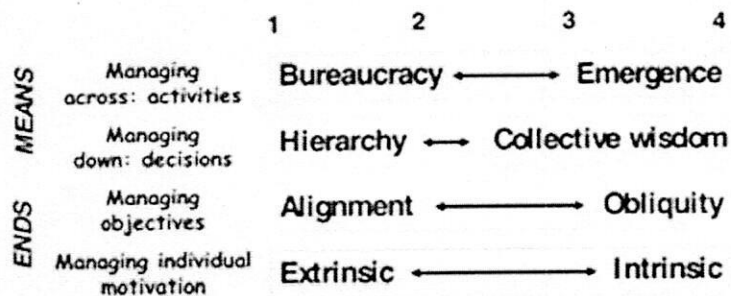 1 2 3 4
MEANS
Managing across: activities
Bureaucracy Emergence
Managing down: decisions
Hierarchy Collective wisdom
ENDS
Managing objectives
Alignment Obliquity
Managing individual motivation
Extrinsic Intrinsic